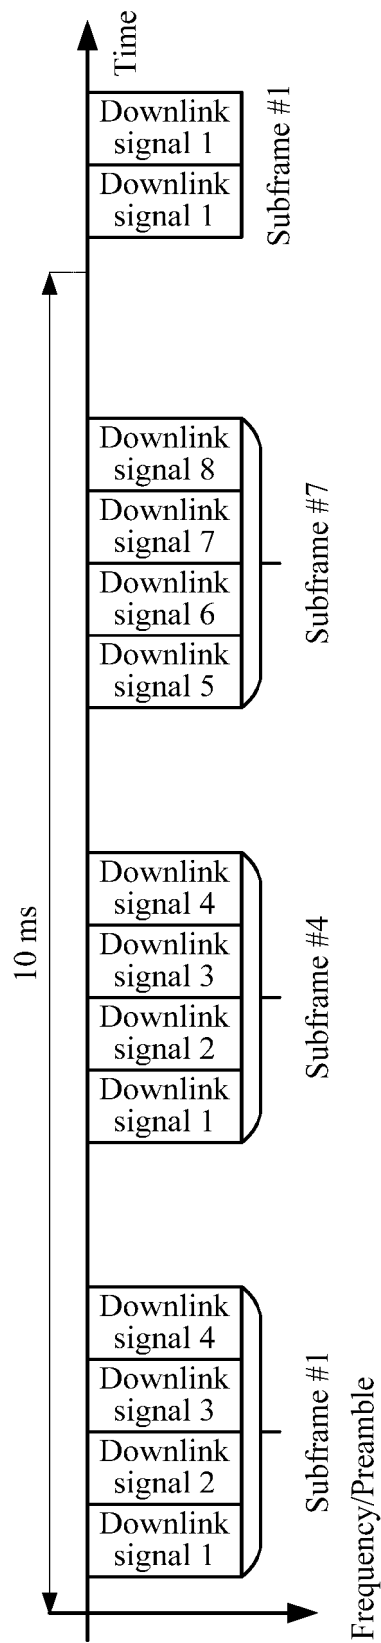 Time
Downlink
signal 1
Downlink
signal 1
Subframe #1
Downlink
signal 8
Downlink
signal 7
Downlink
signal 6
Downlink
signal 5
Subframe #7
10 ms
Downlink
signal 4
Downlink
signal 3
Downlink
signal 2
Downlink
signal 1
Subframe #4
Downlink
signal 4
Downlink
signal 3
Downlink
signal 2
Downlink
signal 1
Subframe #1
Frequency/Preamble